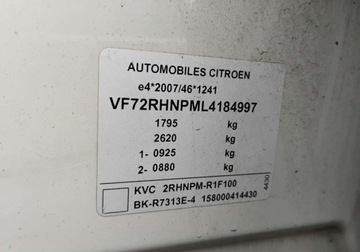 AUTOMOBILES CITROEN
e4*2007/46*1241
VF72RHNPML4184997
1795 kg
2620 kg
1- 0925 kg
2- 0880 kg
KVC 2RHNPM-R1F100
BK-R7313E-4 158000414430
4430